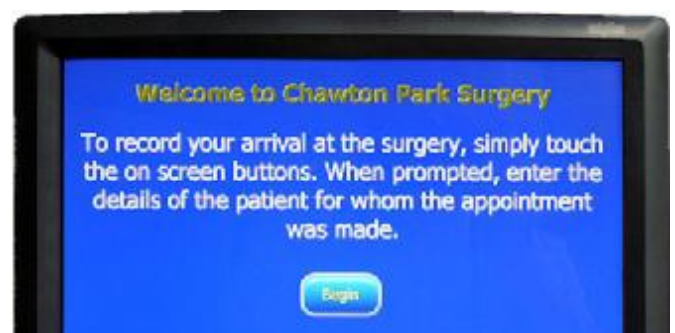 Welcome to Chawton Park Surgery
To record your arrival at the surgery, simply touch
the on screen buttons. When prompted, enter the
details of the patient for whom the appointment
was made.
Begin